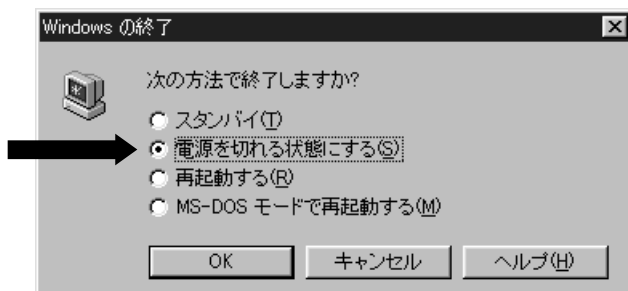 Windows の終了
次の方法で終了しますか?
スタンバイ(T)
電源を切れる状態にする(S)
再起動する(R)
MS-DOS モードで再起動する(M)
OK キャンセル ヘルプ(H)